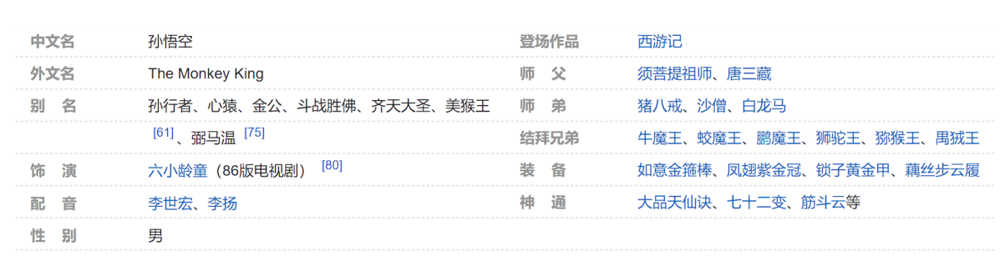 中文名 孙悟空 登场作品 西游记
外文名 The Monkey King 师 父 须菩提祖师、唐三藏
别 名 孙行者、心猿、金公、斗战胜佛、齐天大圣、美猴王 师 弟 猪八戒、沙僧、白龙马
[61] 、弼马温 [75] 结拜兄弟 牛魔王、蛟魔王、鹏魔王、狮驼王、猕猴王、禺狨王
饰 演 六小龄童（86版电视剧） [80] 装 备 如意金箍棒、凤翅紫金冠、锁子黄金甲、藕丝步云履
配 音 李世宏、李扬 神 通 大品天仙诀、七十二变、筋斗云等
性 别 男